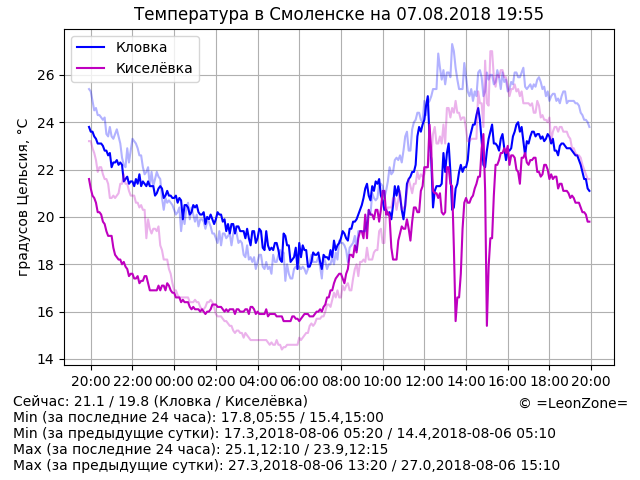 Температура в Смоленске на 07.08.2018 19:55
Кловка
Киселёвка
градусов Цельсия, °C
26
24
22
20
18
16
14
20:00 22:00 00:00 02:00 04:00 06:00 08:00 10:00 12:00 14:00 16:00 18:00 20:00
Сейчас: 21.1 / 19.8 (Кловка / Киселёвка)
© =LeonZone=
Min (за последние 24 часа): 17.8,05:55 / 15.4,15:00
Min (за предыдущие сутки): 17.3,2018-08-06 05:20 / 14.4,2018-08-06 05:10
Max (за последние 24 часа): 25.1,12:10 / 23.9,12:15
Max (за предыдущие сутки): 27.3,2018-08-06 13:20 / 27.0,2018-08-06 15:10